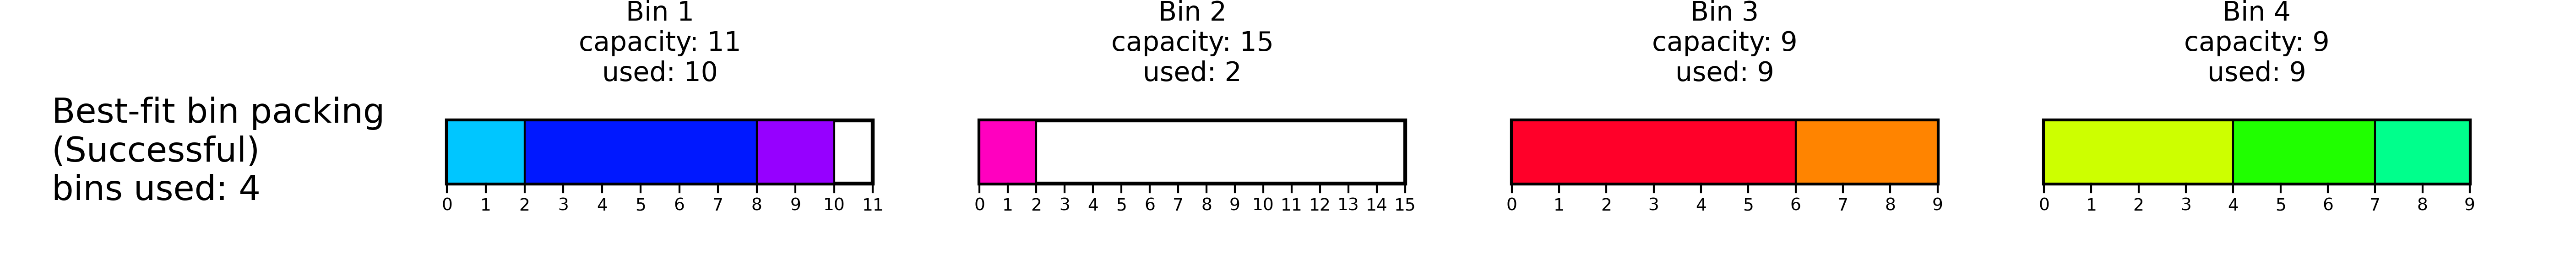 Best-fit bin packing
(Successful)
bins used: 4
Bin 1
capacity: 11
used: 10
0 1 2 3 4 5 6 7 8 9 10 11
Bin 2
capacity: 15
used: 2
0 1 2 3 4 5 6 7 8 9 10 11 12 13 14 15
Bin 3
capacity: 9
used: 9
0 1 2 3 4 5 6 7 8 9
Bin 4
capacity: 9
used: 9
0 1 2 3 4 5 6 7 8 9